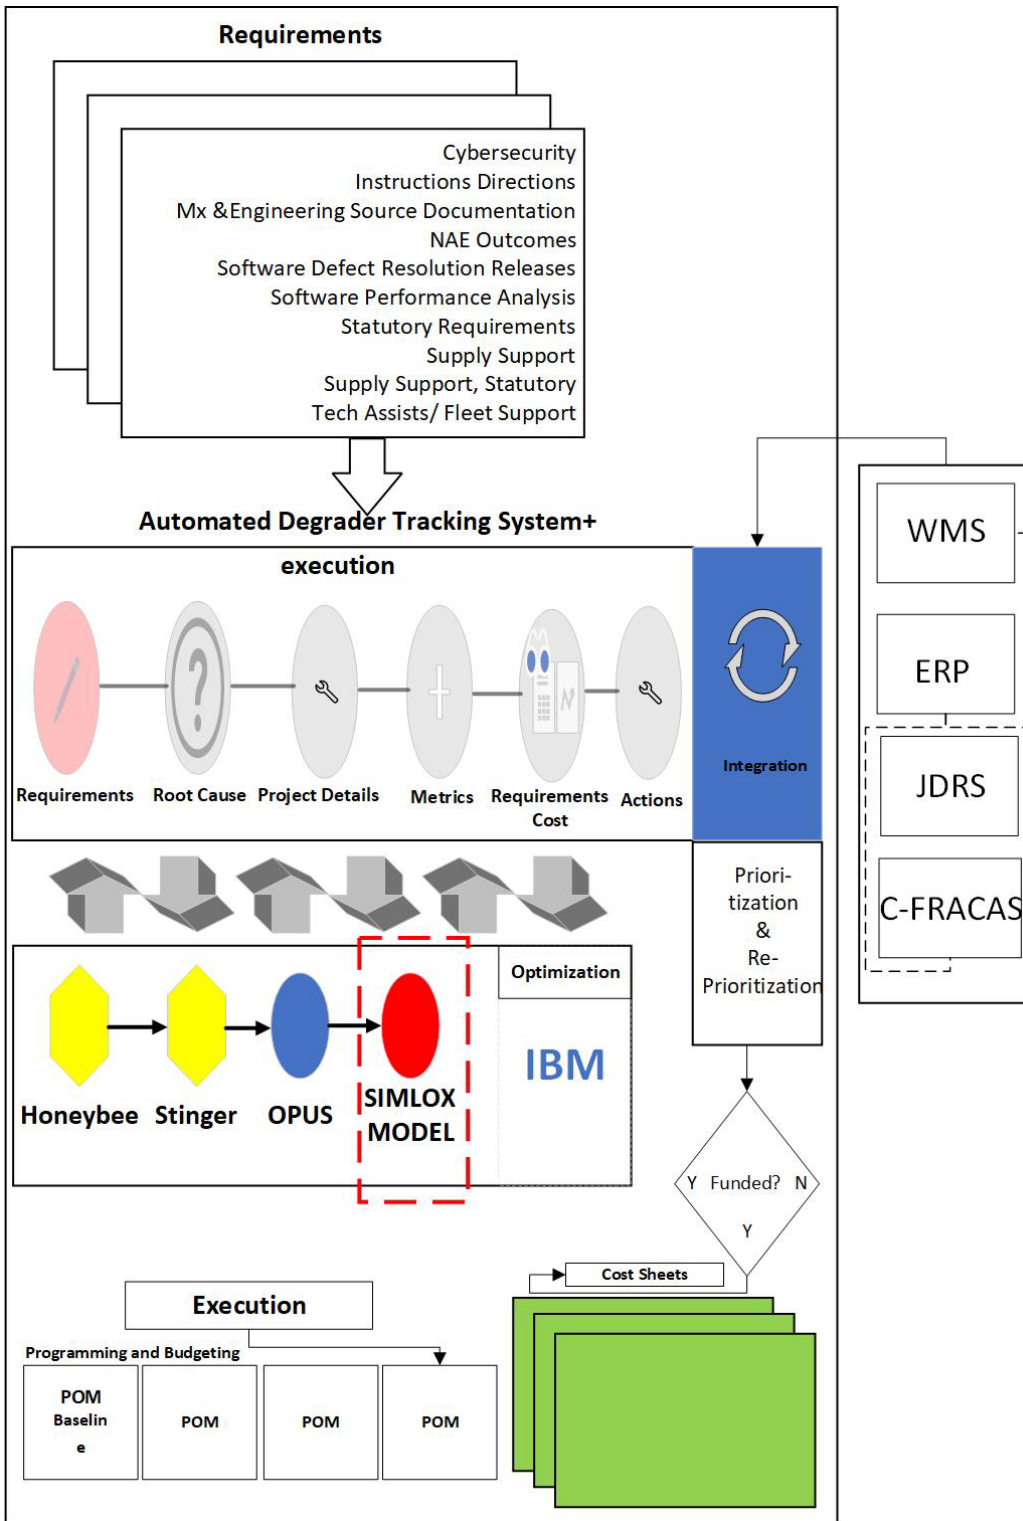 Requirements
Cybersecurity
Instructions Directions
Mx &Engineering Source Documentation
NAE Outcomes
Software Defect Resolution Releases
Software Performance Analysis
Statutory Requirements
Supply Support
Supply Support, Statutory
Tech Assists/ Fleet Support
Automated Degrader Tracking System+
execution
Requirements
Root Cause
Project Details
Metrics
Requirements
Cost
Actions
Integration
WMS
ERP
JDRS
C-FRACAS
Priori-
tization
&
Re-
Prioritization
Optimization
IBM
Honeybee
Stinger
OPUS
SIMLOX
MODEL
Y Funded? N
Y
Cost Sheets
Execution
Programming and Budgeting
POM
Baselin
e
POM
POM
POM